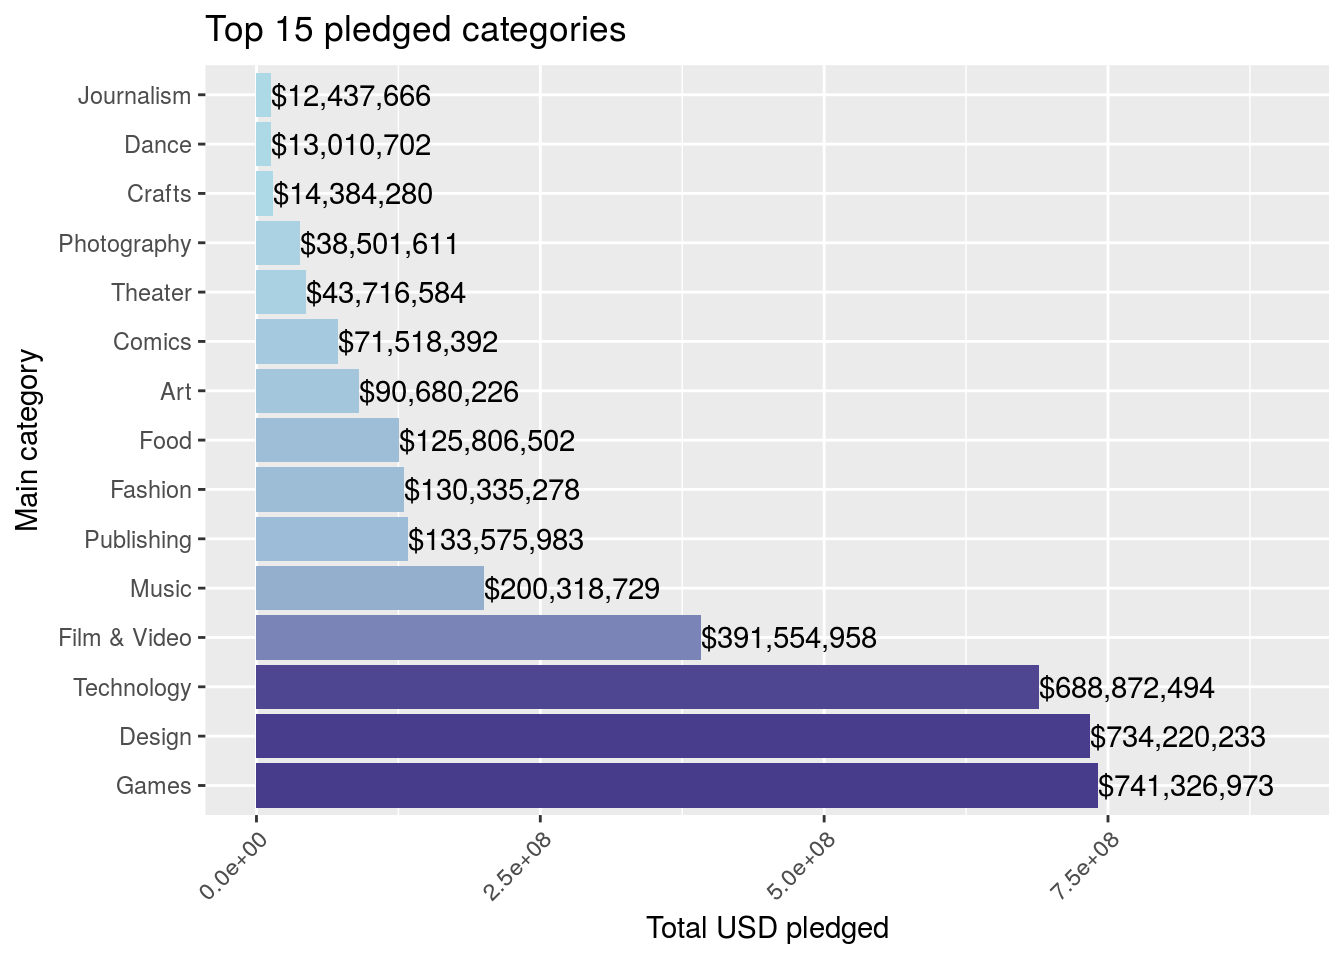 Top 15 pledged categories
Main category
Journalism $12,437,666
Dance $13,010,702
Crafts $14,384,280
Photography $38,501,611
Theater $43,716,584
Comics $71,518,392
Art $90,680,226
Food $125,806,502
Fashion $130,335,278
Publishing $133,575,983
Music $200,318,729
Film & Video $391,554,958
Technology $688,872,494
Design $734,220,233
Games $741,326,973
0.0e+00 2.5e+08 5.0e+08 7.5e+08
Total USD pledged